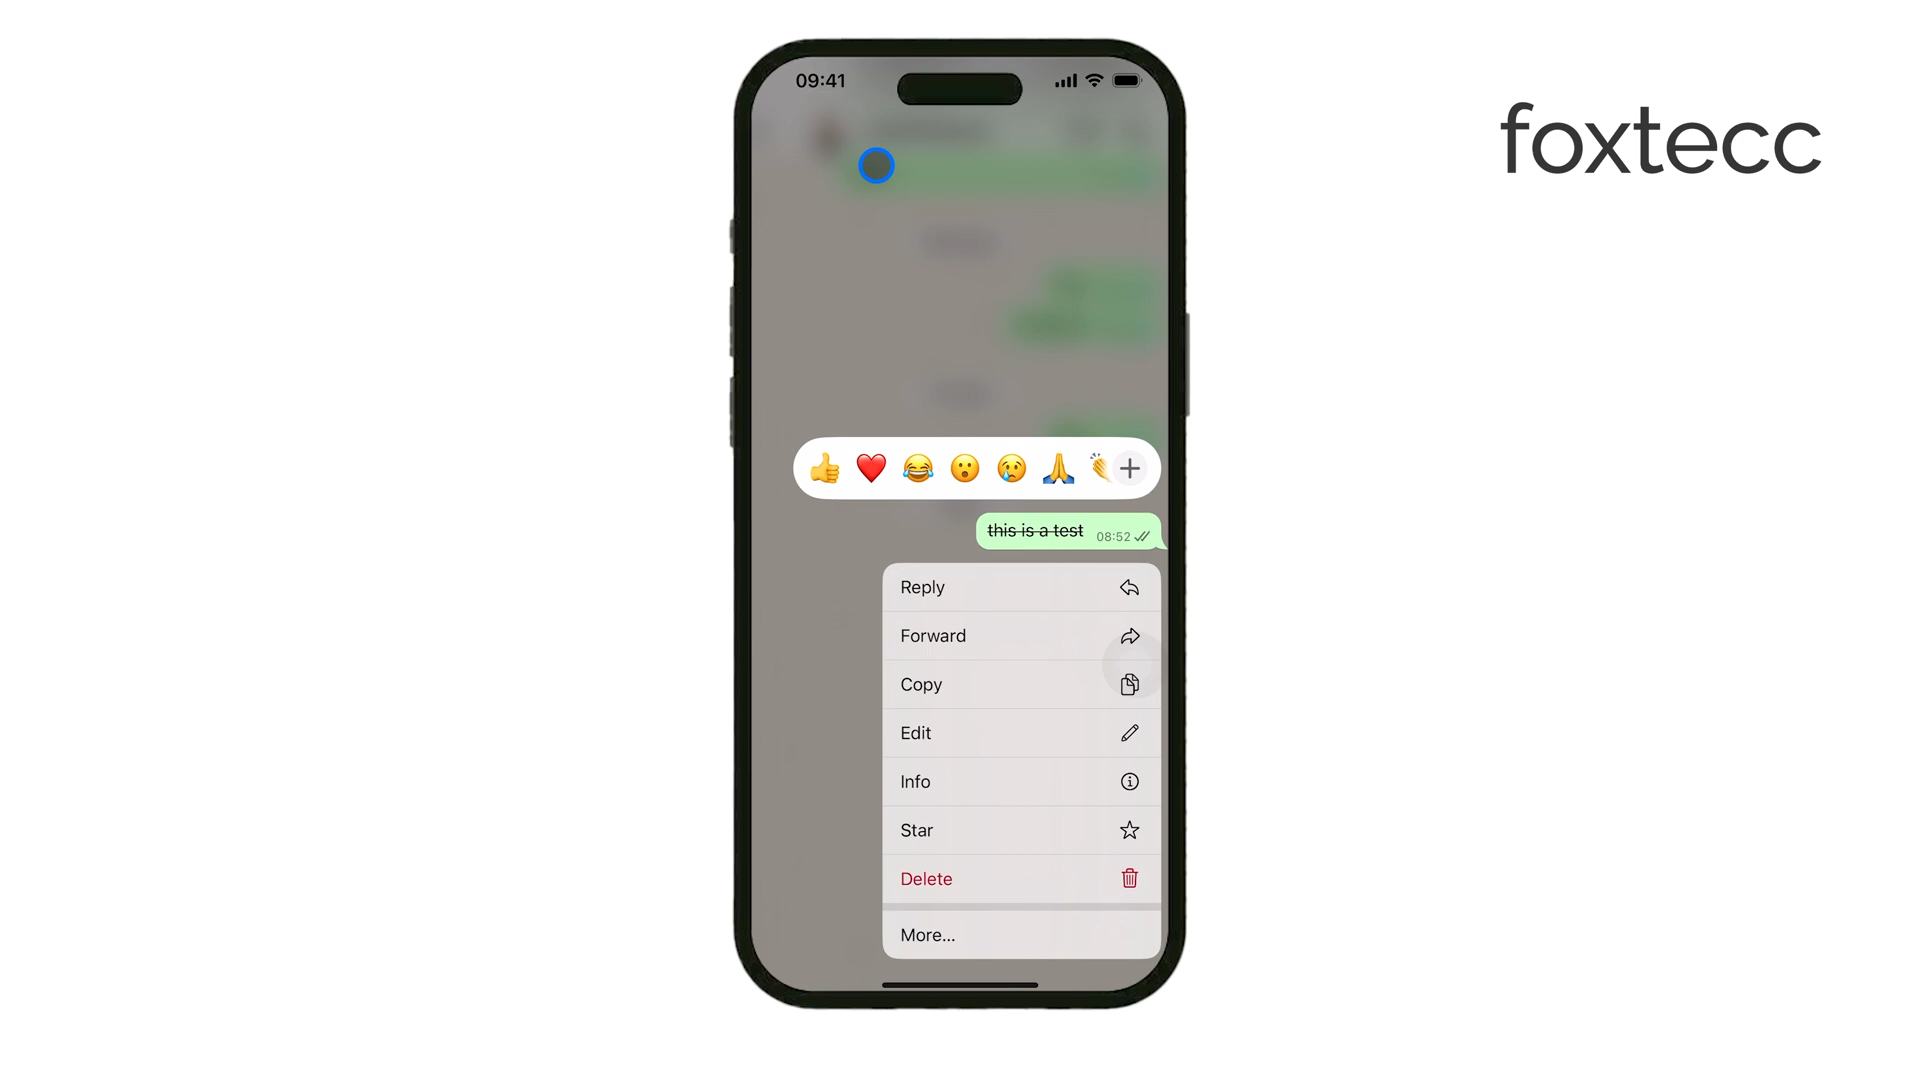 09:41
foxtecc
this is a test 08:52
Reply
Forward
Copy
Edit
Info
Star
Delete
More...